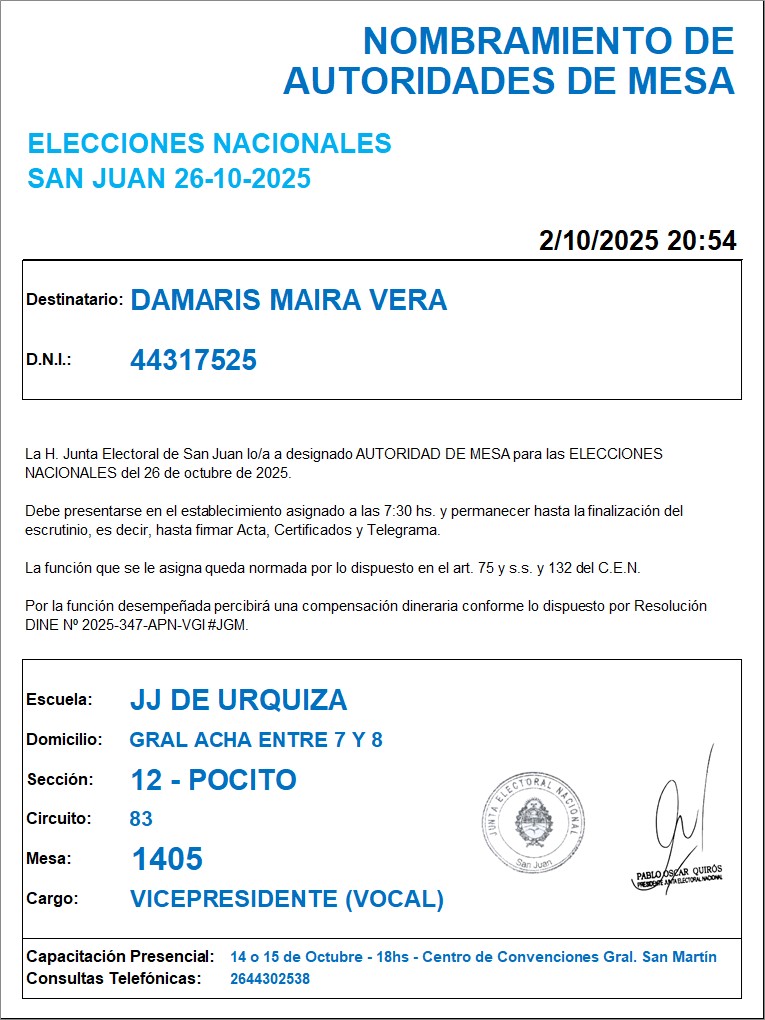 NOMBRAMIENTO DE
AUTORIDADES DE MESA
ELECCIONES NACIONALES
SAN JUAN 26-10-2025
2/10/2025 20:54
Destinatario: DAMARIS MAIRA VERA
D.N.I.: 44317525
La H. Junta Electoral de San Juan lo/a a designado AUTORIDAD DE MESA para las ELECCIONES
NACIONALES del 26 de octubre de 2025.
Debe presentarse en el establecimiento asignado a las 7:30 hs. y permanecer hasta la finalización del
escrutinio, es decir, hasta firmar Acta, Certificados y Telegrama.
La función que se le asigna queda normada por lo dispuesto en el art. 75 y s.s. y 132 del C.E.N.
Por la función desempeñada percibirá una compensación dineraria conforme lo dispuesto por Resolución
DINE Nº 2025-347-APN-VGI#JGM.
Escuela: JJ DE URQUIZA
Domicilio: GRAL ACHA ENTRE 7 Y 8
Sección: 12 - POCITO
Circuito: 83
Mesa: 1405
Cargo: VICEPRESIDENTE (VOCAL)
JUNTA ELECTORAL NACIONAL
San Juan
PABLO OSCAR QUIRÓS
PRESIDENTE JUNTA ELECTORAL NACIONAL
Capacitación Presencial: 14 o 15 de Octubre - 18hs - Centro de Convenciones Gral. San Martín
Consultas Telefónicas: 2644302538